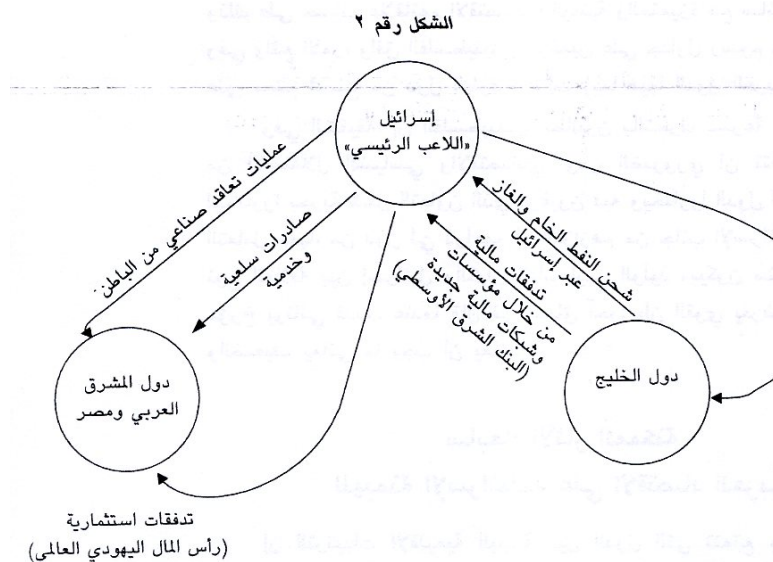 الشكل رقم ٢
إسرائيل
«اللاعب الرئيسي»
عمليات تعاقد صناعي من الباطن
صادرات سلعية
وخدمية
شحن النفط الخام والغاز
عبر إسرائيل
تدفقات مالية
من خلال مؤسسات
وشبكات مالية جديدة
(البنك الشرق الأوسطي)
دول المشرق
العربي ومصر
دول الخليج
تدفقات استثمارية
(رأس المال اليهودي العالمي)